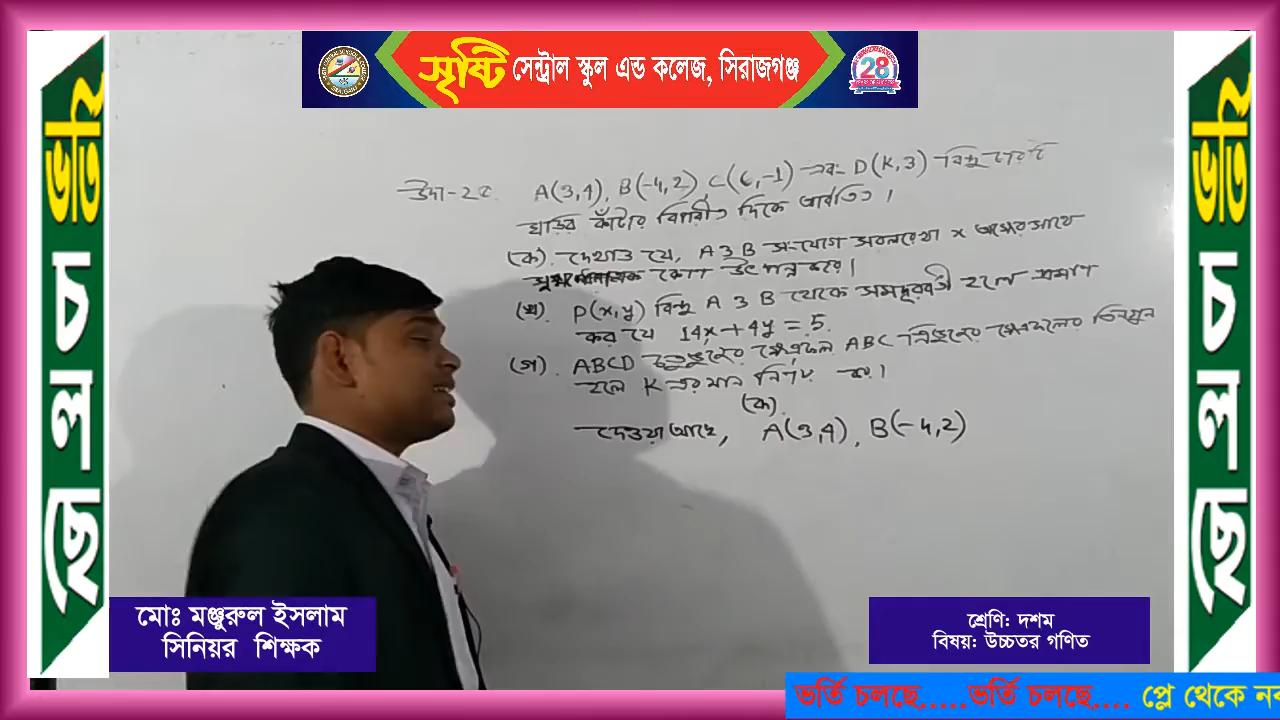 সৃষ্টি সেন্ট্রাল স্কুল এন্ড কলেজ, সিরাজগঞ্জ
28
ভর্তি চলছে
উদা-২৫. A(3,4), B(-4,2), C(6,-1) এবং D(K,3) বিন্দু
ঘড়ির কাঁটার বিপরীত দিকে আবর্তিত।
(ক). দেখাও যে, A ও B সংযোগ সরলরেখা x অক্ষের সাথে
কোণ উৎপন্ন করে।
(খ). P(x,y) বিন্দু A ও B থেকে সমদূরবর্তী হলে প্রমাণ
কর যে 14x+4y=5.
(গ). ABCD চতুর্ভুজের ক্ষেত্রফল ABC ত্রিভুজের ক্ষেত্রফলের তিনগুন
হলে K এর মান নির্ণয় কর।
(ক).
দেওয়া আছে, A(3,4), B(-4,2)
ভর্তি চলছে
মোঃ মঞ্জুরুল ইসলাম
সিনিয়র শিক্ষক
শ্রেণি: দশম
বিষয়: উচ্চতর গণিত
ভর্তি চলছে.....ভর্তি চলছে.... প্লে থেকে নব